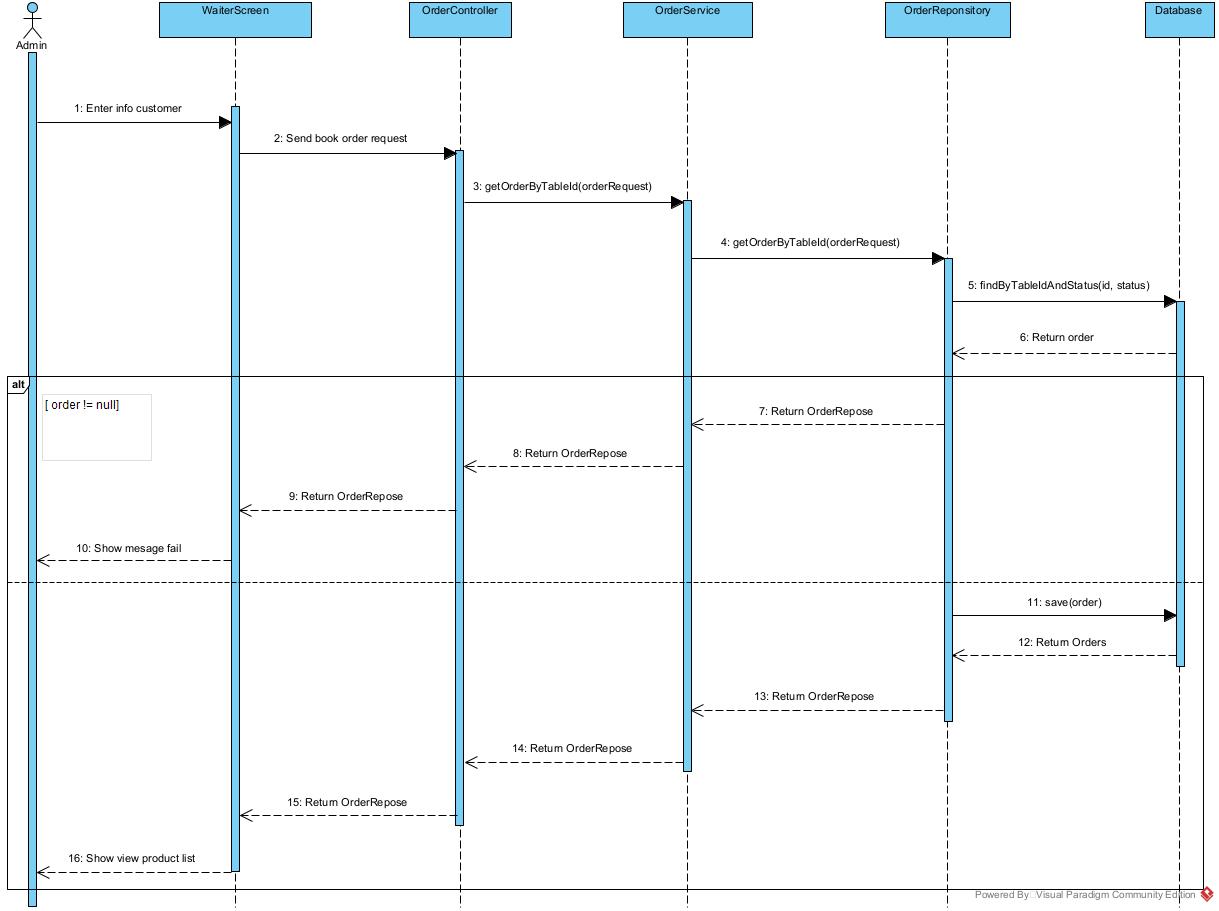 WaiterScreen
OrderController
OrderService
OrderReponsitory
Database
Admin
1: Enter info customer
2: Send book order request
3: getOrderByTableId(orderRequest)
4: getOrderByTableId(orderRequest)
5: findByTableIdAndStatus(id, status)
6: Return order
alt
[ order != null]
7: Return OrderRepose
8: Return OrderRepose
9: Return OrderRepose
10: Show mesage fail
11: save(order)
12: Return Orders
13: Return OrderRepose
14: Return OrderRepose
15: Return OrderRepose
16: Show view product list
Powered By Visual Paradigm Community Edition